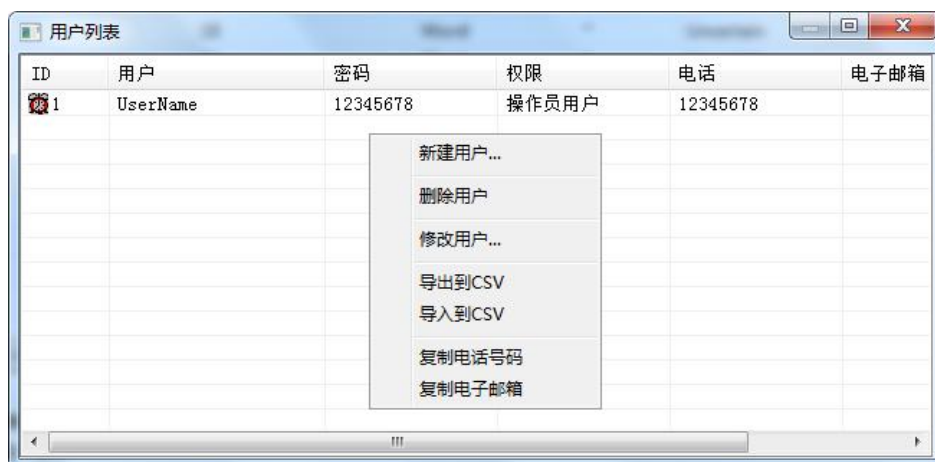 用户列表
ID 用户 密码 权限 电话 电子邮箱
1 UserName 12345678 操作员用户 12345678
新建用户...
删除用户
修改用户...
导出到CSV
导入到CSV
复制电话号码
复制电子邮箱